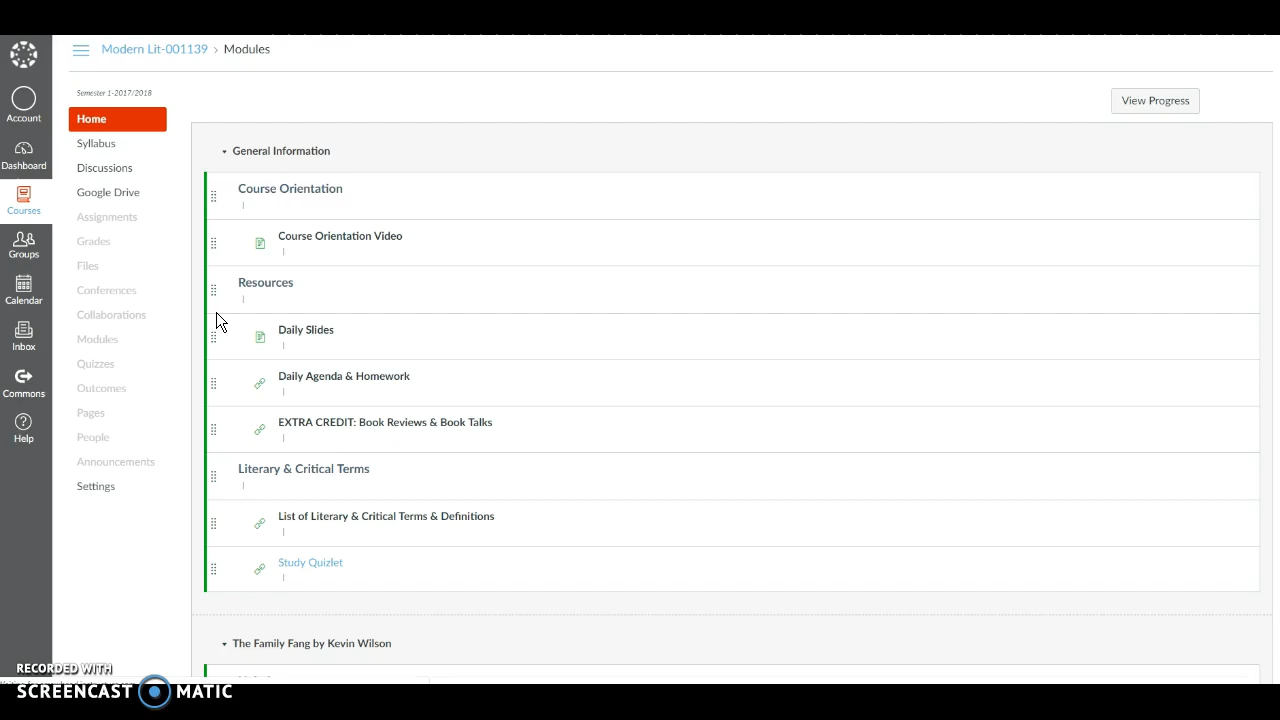 Modern Lit-001139 › Modules
Semester 1-2017/2018
View Progress
Account
Dashboard
Courses
Groups
Calendar
Inbox
Commons
Help
Home
Syllabus
Discussions
Google Drive
Assignments
Grades
Files
Conferences
Collaborations
Modules
Quizzes
Outcomes
Pages
People
Announcements
Settings
General Information
Course Orientation
Course Orientation Video
Resources
Daily Slides
Daily Agenda & Homework
EXTRA CREDIT: Book Reviews & Book Talks
Literary & Critical Terms
List of Literary & Critical Terms & Definitions
Study Quizlet
The Family Fang by Kevin Wilson
RECORDED WITH
SCREENCAST MATIC